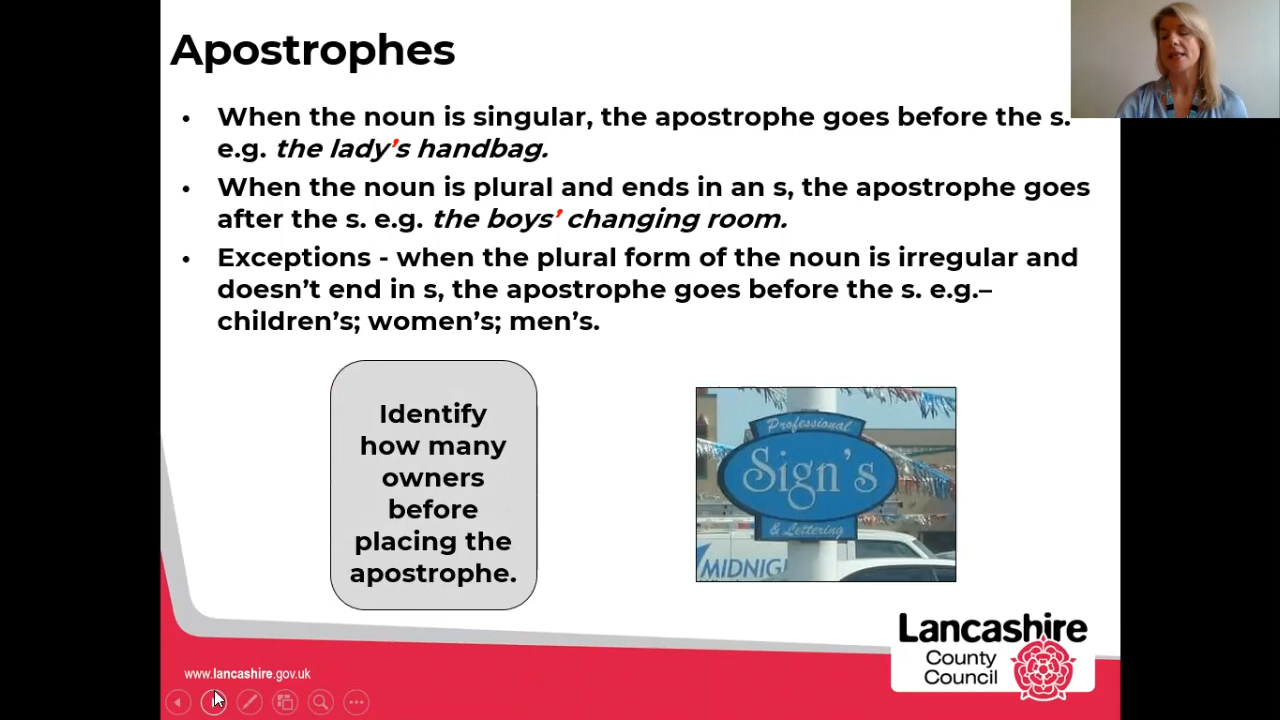 Apostrophes
• When the noun is singular, the apostrophe goes before the s.
e.g. the lady’s handbag.
• When the noun is plural and ends in an s, the apostrophe goes
after the s. e.g. the boys’ changing room.
• Exceptions - when the plural form of the noun is irregular and
doesn’t end in s, the apostrophe goes before the s. e.g.–
children’s; women’s; men’s.
Identify
how many
owners
before
placing the
apostrophe.
Professional
Sign's
& Lettering
MIDNIG
Lancashire
County
Council
www.lancashire.gov.uk